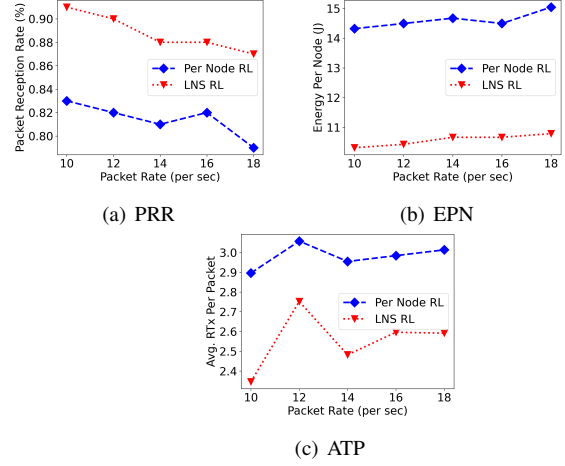 Packet Reception Rate (%)
0.90
0.88
0.86
0.84
0.82
0.80
Per Node RL
LNS RL
10 12 14 16 18
Packet Rate (per sec)
(a) PRR
Energy Per Node (J)
15
14
13
12
11
Per Node RL
LNS RL
10 12 14 16 18
Packet Rate (per sec)
(b) EPN
Avg. RTx Per Packet
3.0
2.9
2.8
2.7
2.6
2.5
2.4
Per Node RL
LNS RL
10 12 14 16 18
Packet Rate (per sec)
(c) ATP